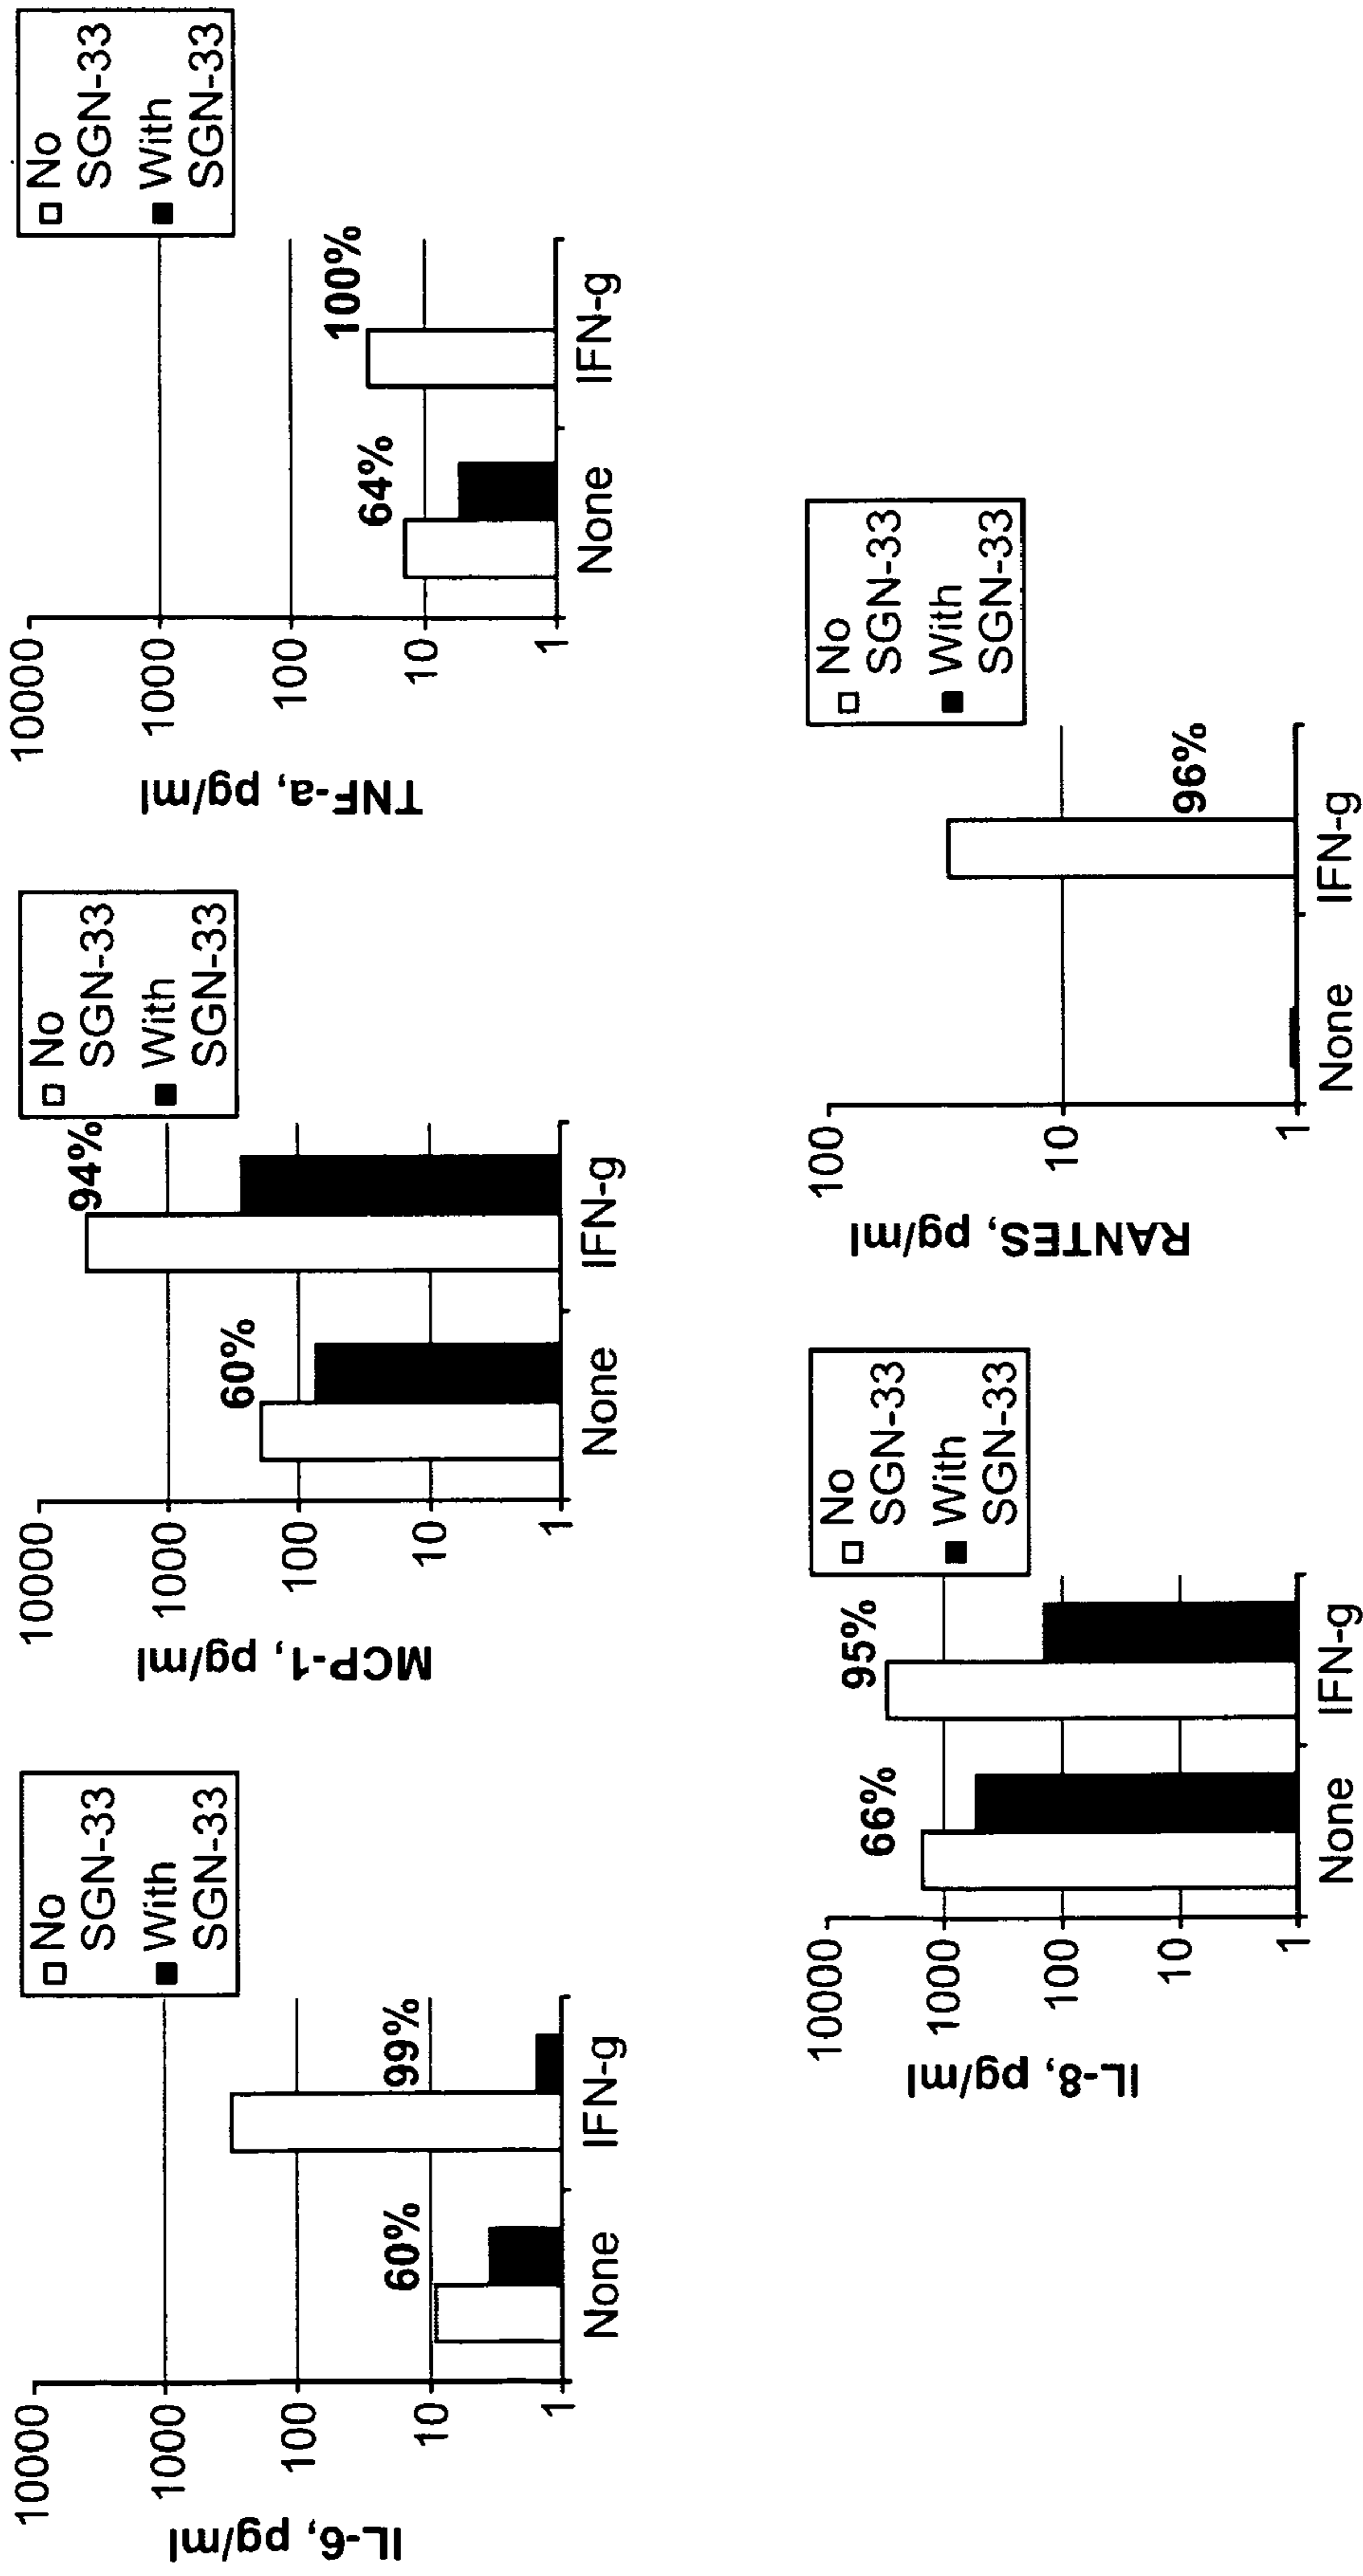 IL-6, pg/ml
10000
1000
100
10
1
60%
99%
None
IFN-g
No
SGN-33
With
SGN-33
MCP-1, pg/ml
10000
1000
100
10
1
60%
94%
None
IFN-g
No
SGN-33
With
SGN-33
TNF-a, pg/ml
10000
1000
100
10
1
64%
100%
None
IFN-g
No
SGN-33
With
SGN-33
IL-8, pg/ml
10000
1000
100
10
1
66%
95%
None
IFN-g
No
SGN-33
With
SGN-33
RANTES, pg/ml
100
10
1
96%
None
IFN-g
No
SGN-33
With
SGN-33